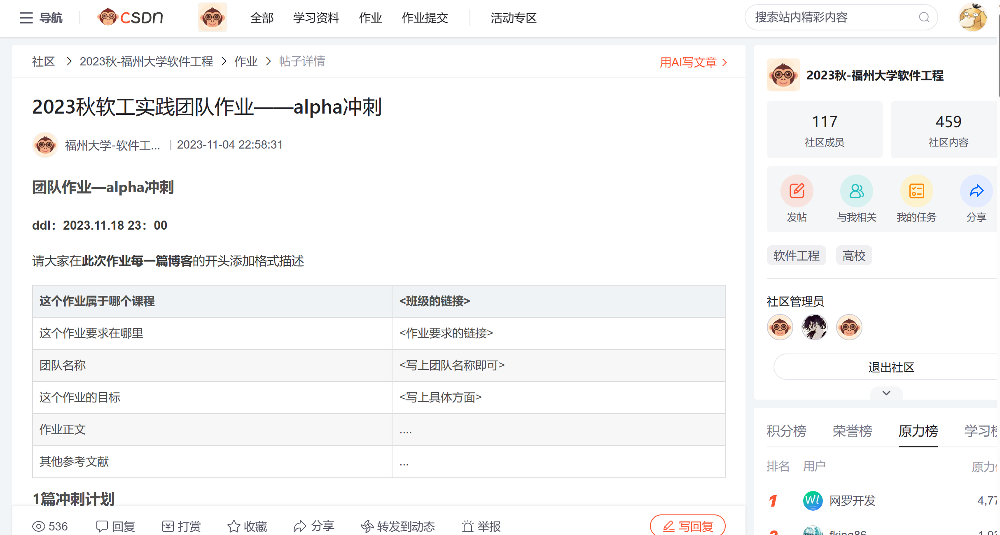 导航
CSDN
全部 学习资料 作业 作业提交 活动专区
搜索站内精彩内容
社区 > 2023秋-福州大学软件工程 > 作业 > 帖子详情
用AI写文章 >
2023秋软工实践团队作业——alpha冲刺
福州大学-软件工... | 2023-11-04 22:58:31
团队作业—alpha冲刺
ddl：2023.11.18 23：00
请大家在此次作业每一篇博客的开头添加格式描述
这个作业属于哪个课程 <班级的链接>
这个作业要求在哪里 <作业要求的链接>
团队名称 <写上团队名称即可>
这个作业的目标 <写上具体方面>
作业正文 ....
其他参考文献 ...
1篇冲刺计划
536 回复 打赏 收藏 分享 转发到动态 举报 写回复
2023秋-福州大学软件工程
117 459
社区成员 社区内容
发帖 与我相关 我的任务 分享
软件工程 高校
社区管理员
退出社区
积分榜 荣誉榜 原力榜 学习
排名 用户 原力
1 Wl 网罗开发 4,77